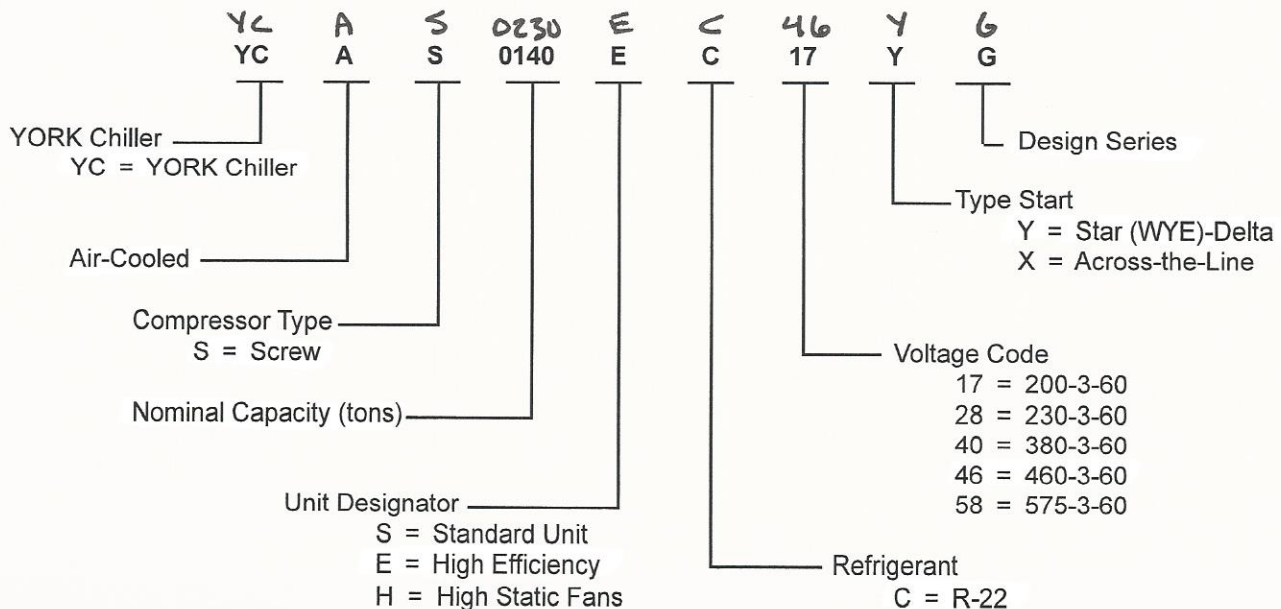 YC A S 0230 E C 46 Y G
YC A S 0140 E C 17 Y G
YORK Chiller
YC = YORK Chiller
Design Series
Type Start
Y = Star (WYE)-Delta
X = Across-the-Line
Air-Cooled
Compressor Type
S = Screw
Voltage Code
17 = 200-3-60
28 = 230-3-60
40 = 380-3-60
46 = 460-3-60
58 = 575-3-60
Nominal Capacity (tons)
Unit Designator
S = Standard Unit
E = High Efficiency
H = High Static Fans
Refrigerant
C = R-22